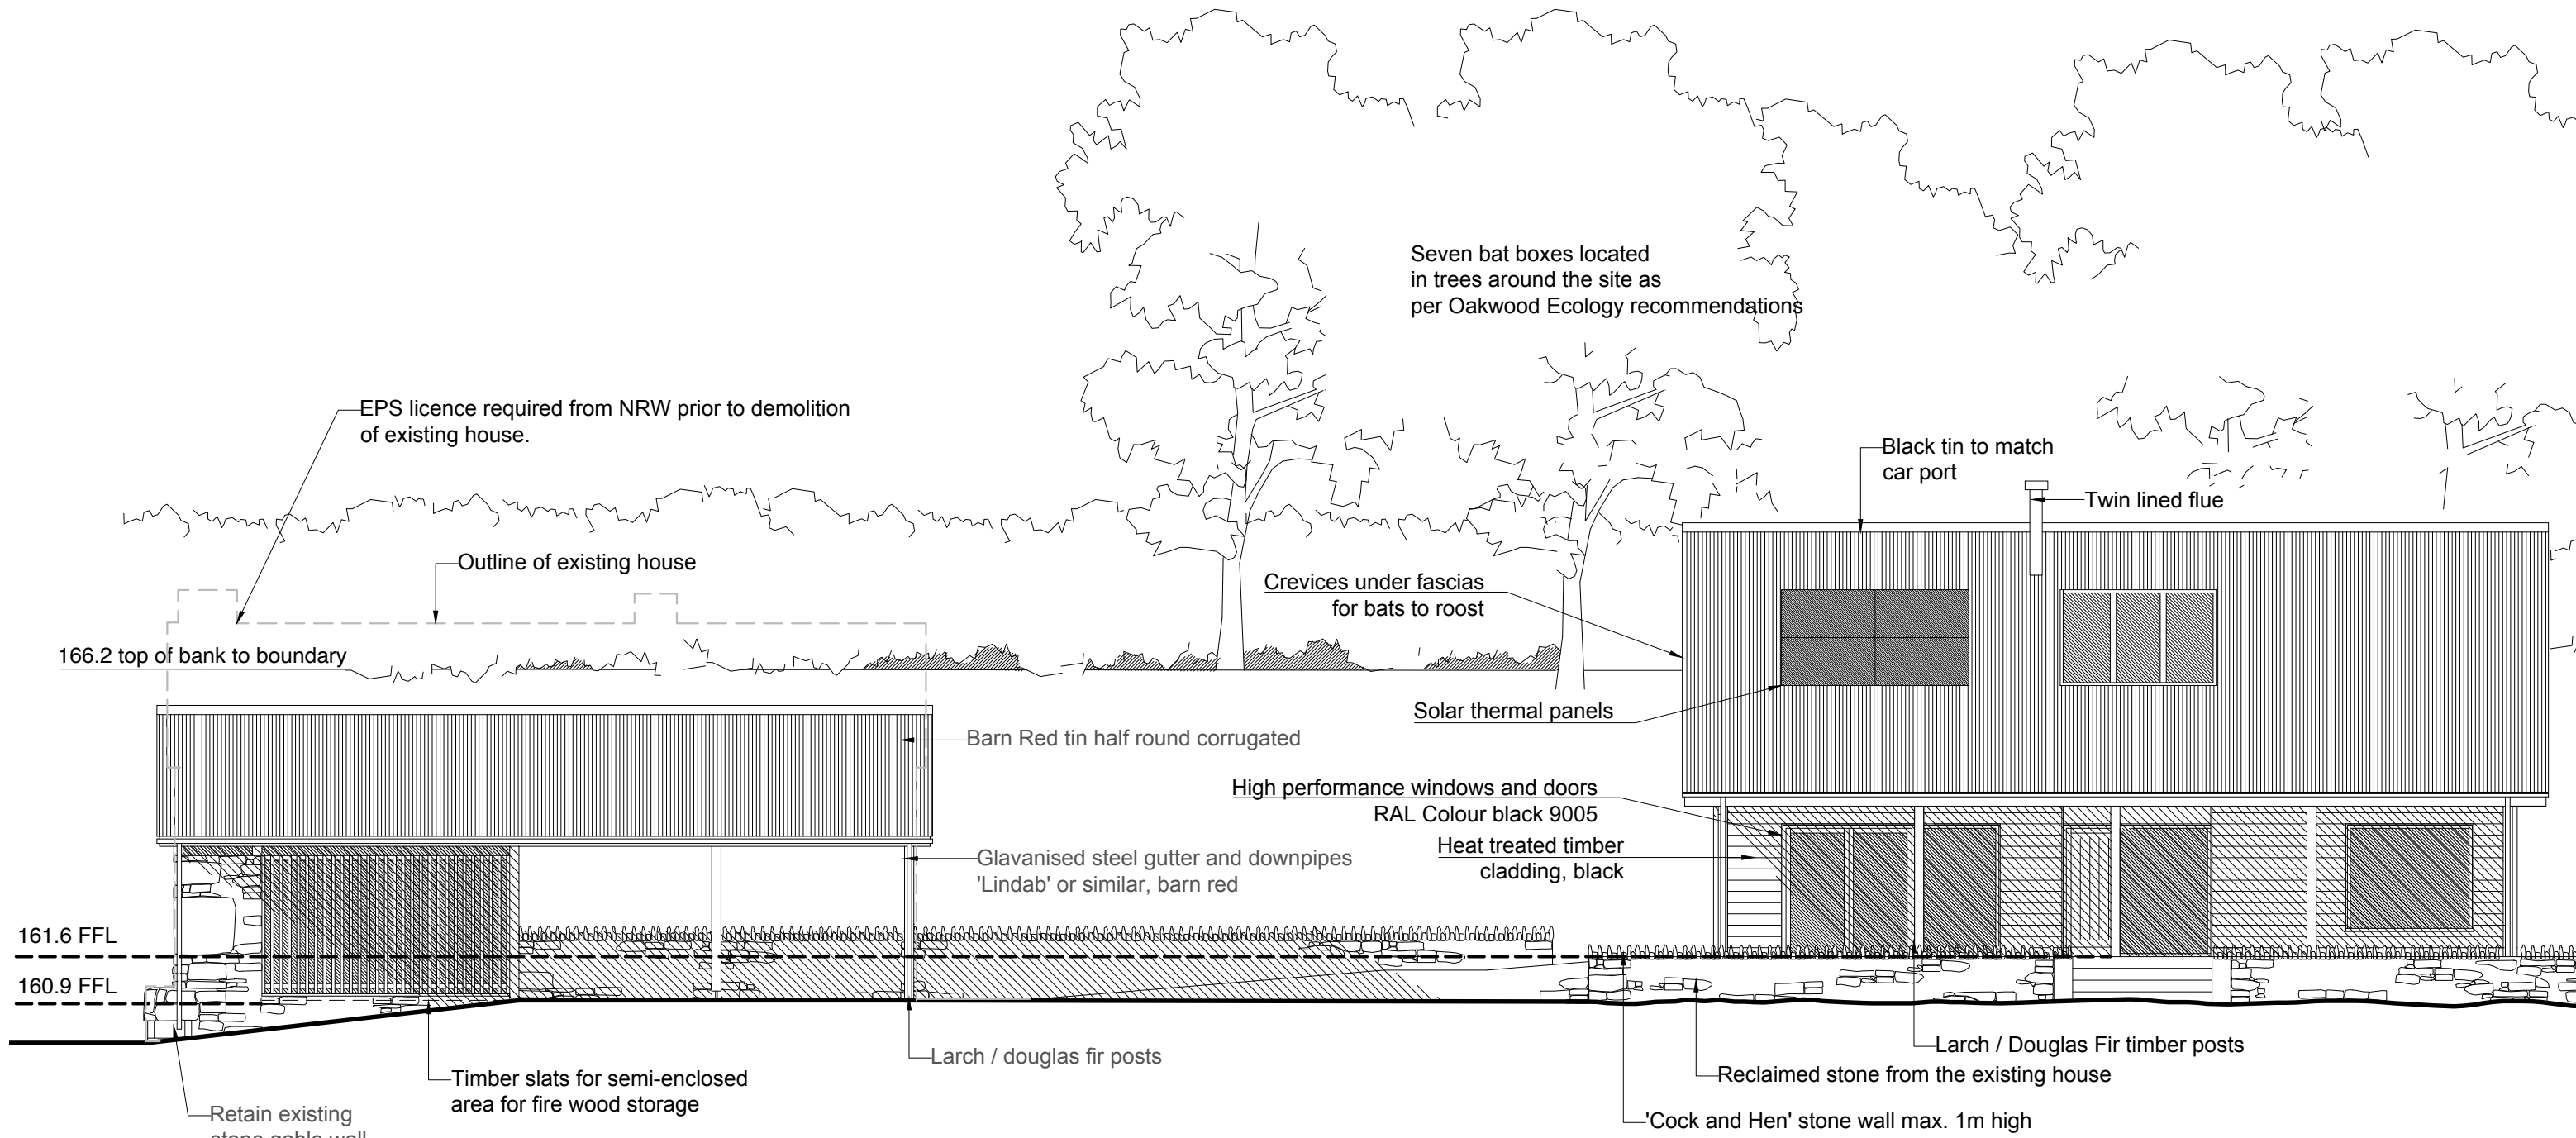 Seven bat boxes located
in trees around the site as
per Oakwood Ecology recommendations
EPS licence required from NRW prior to demolition
of existing house.
Black tin to match
car port
Twin lined flue
Outline of existing house
Crevices under fascias
for bats to roost
166.2 top of bank to boundary
Solar thermal panels
Barn Red tin half round corrugated
High performance windows and doors
RAL Colour black 9005
Heat treated timber
cladding, black
Glavanised steel gutter and downpipes
'Lindab' or similar, barn red
161.6 FFL
160.9 FFL
Larch / douglas fir posts
Larch / Douglas Fir timber posts
Timber slats for semi-enclosed
area for fire wood storage
Reclaimed stone from the existing house
Retain existing
stone gable wall
'Cock and Hen' stone wall max. 1m high